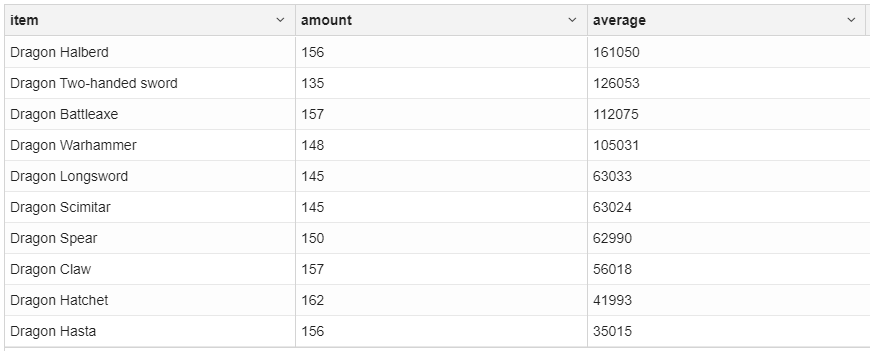 item amount average
Dragon Halberd 156 161050
Dragon Two-handed sword 135 126053
Dragon Battleaxe 157 112075
Dragon Warhammer 148 105031
Dragon Longsword 145 63033
Dragon Scimitar 145 63024
Dragon Spear 150 62990
Dragon Claw 157 56018
Dragon Hatchet 162 41993
Dragon Hasta 156 35015